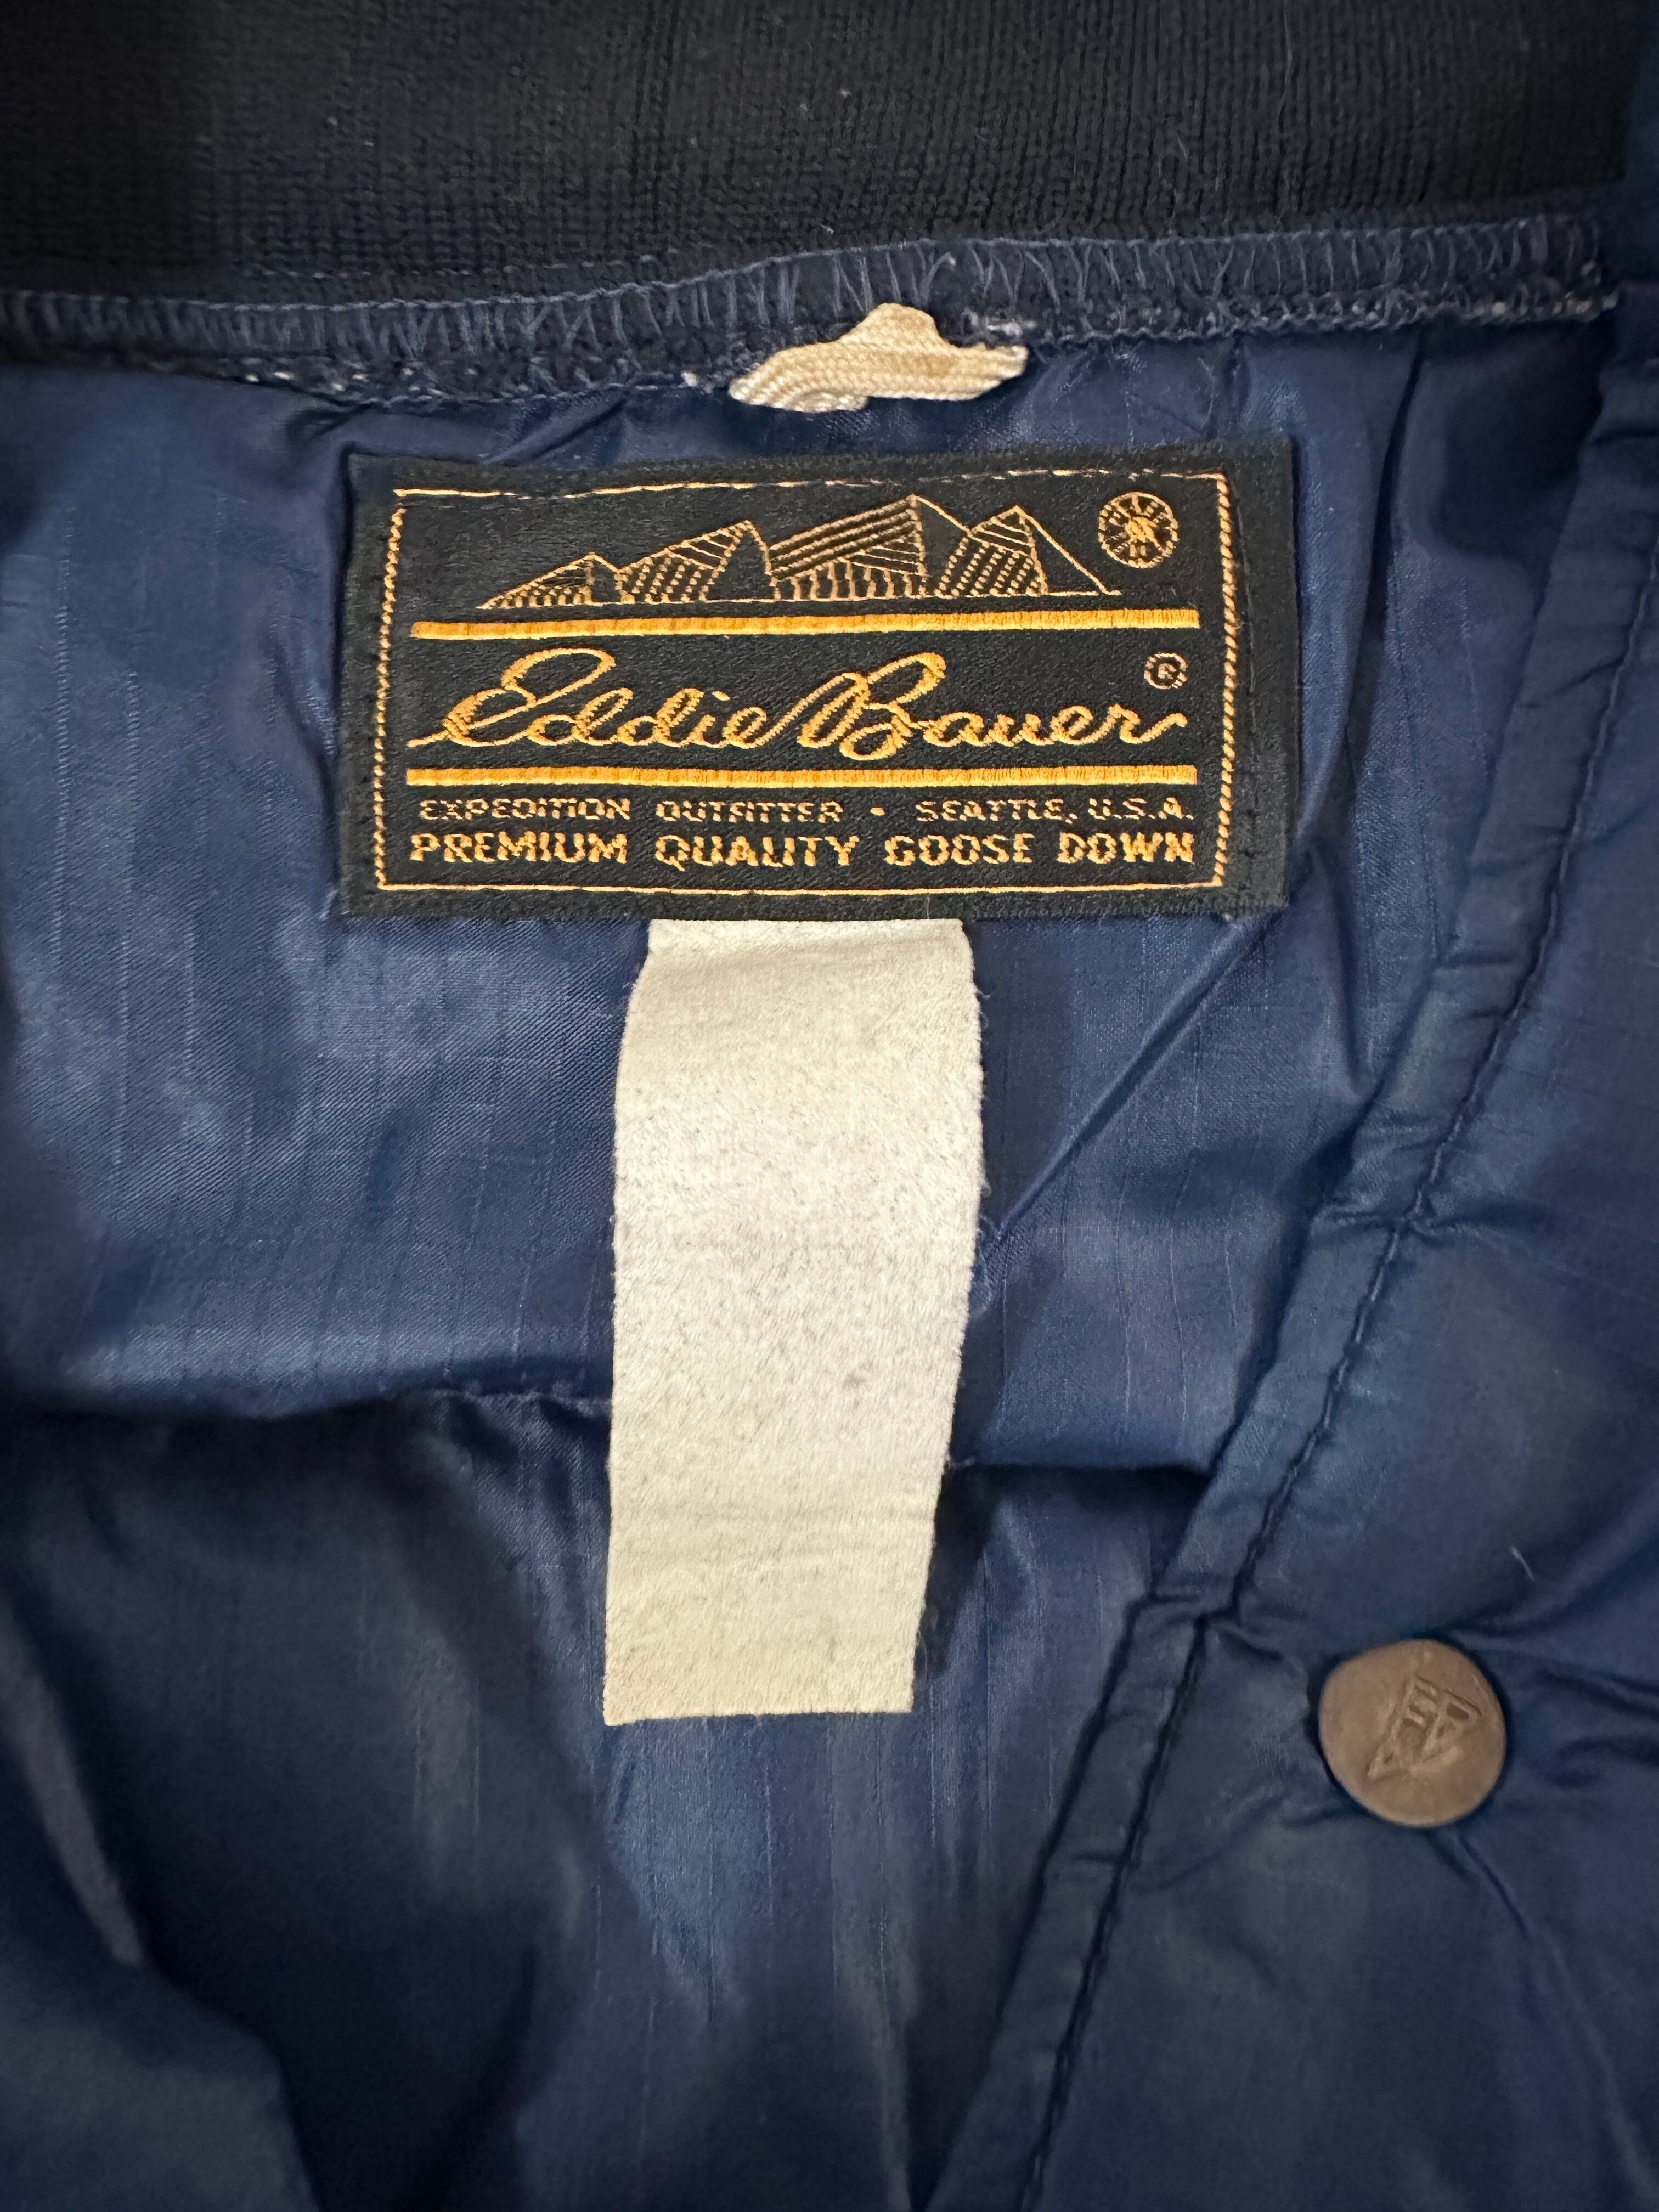 Eddie Bauer ®
EXPEDITION OUTFITTER • SEATTLE, U.S.A.
PREMIUM QUALITY GOOSE DOWN